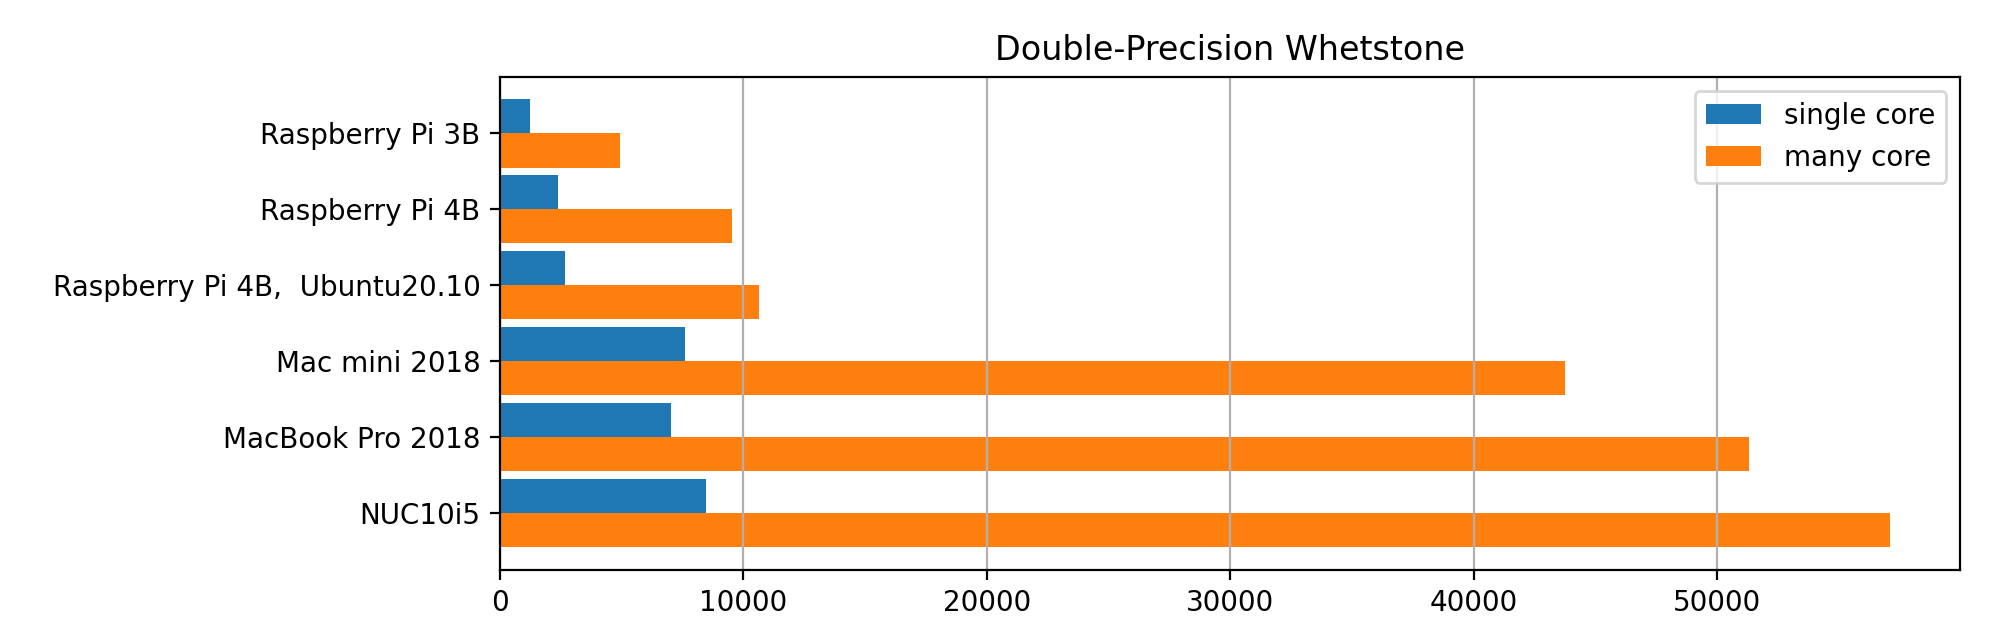 Double-Precision Whetstone
single core
many core
Raspberry Pi 3B
Raspberry Pi 4B
Raspberry Pi 4B,  Ubuntu20.10
Mac mini 2018
MacBook Pro 2018
NUC10i5
0 10000 20000 30000 40000 50000